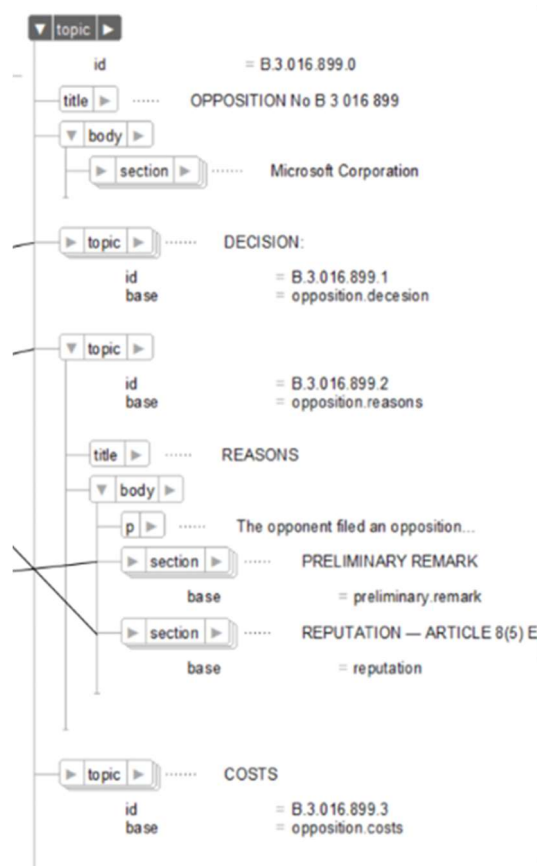 topic
id = B.3.016.899.0
title ...... OPPOSITION No B 3 016 899
body
section ...... Microsoft Corporation
topic ...... DECISION:
id = B.3.016.899.1
base = opposition.decesion
topic
id = B.3.016.899.2
base = opposition.reasons
title ...... REASONS
body
p ...... The opponent filed an opposition...
section ...... PRELIMINARY REMARK
base = preliminary.remark
section ...... REPUTATION — ARTICLE 8(5) E
base = reputation
topic ...... COSTS
id = B.3.016.899.3
base = opposition.costs